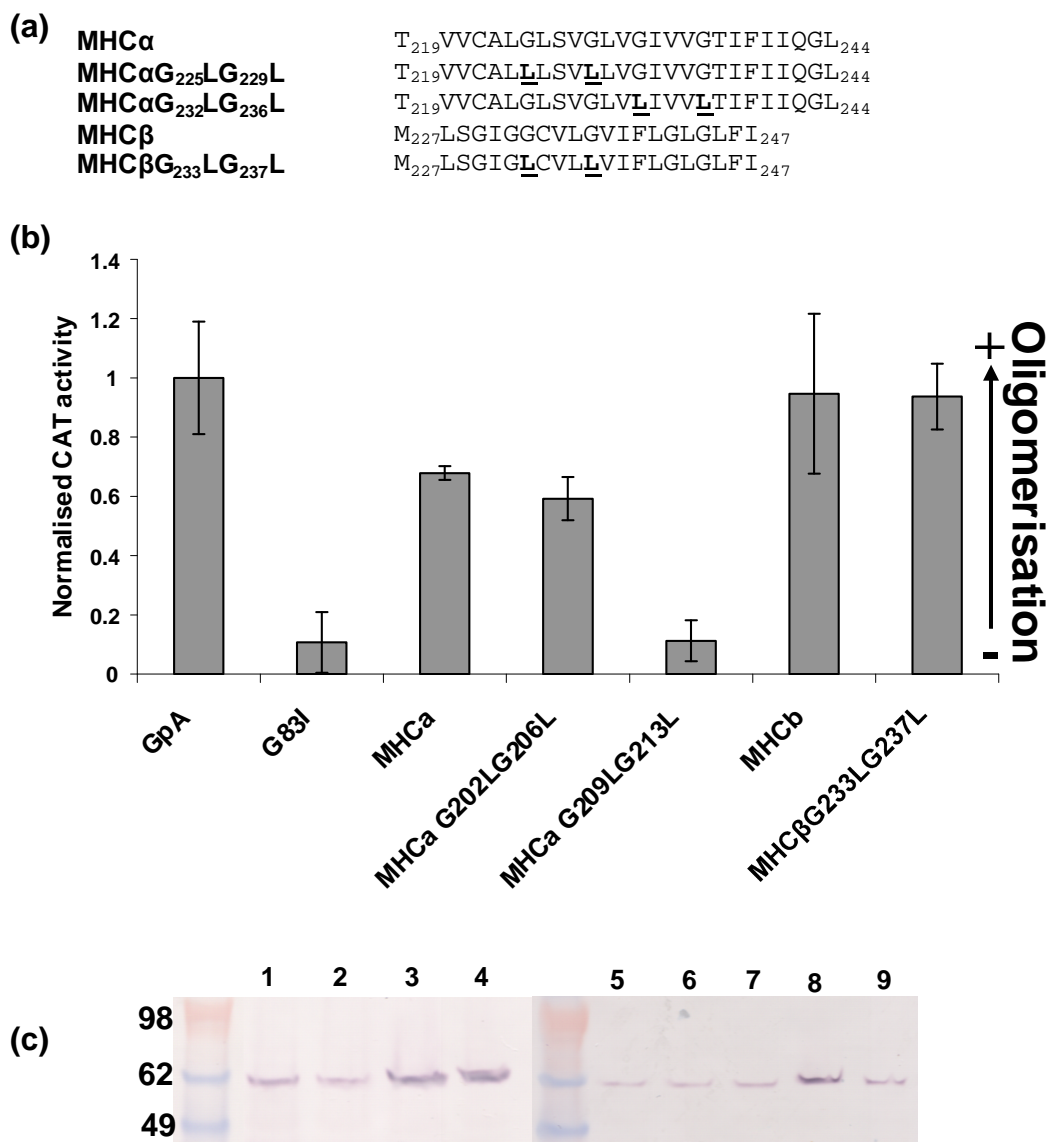 (a)
MHCα T219VVCALGLSVGLVGIVVGTIFIIQGL244
MHCαG225LG229L T219VVCALLLSVLLVGIVVGTIFIIQGL244
MHCαG232LG236L T219VVCALGLSVGLVLIVVLTIFIIQGL244
MHCβ M227LSGIGGCVLGVIFLGLGLFI247
MHCβG233LG237L M227LSGIGLCVLLVIFLGLGLFI247
(b)
Normalised CAT activity
1.4
1.2
1
0.8
0.6
0.4
0.2
0
GpA
G83I
MHCa
MHCa G202LG206L
MHCa G209LG213L
MHCb
MHCβG233LG237L
+
Oligomerisation
-
(c)
1 2 3 4 5 6 7 8 9
98
62
49